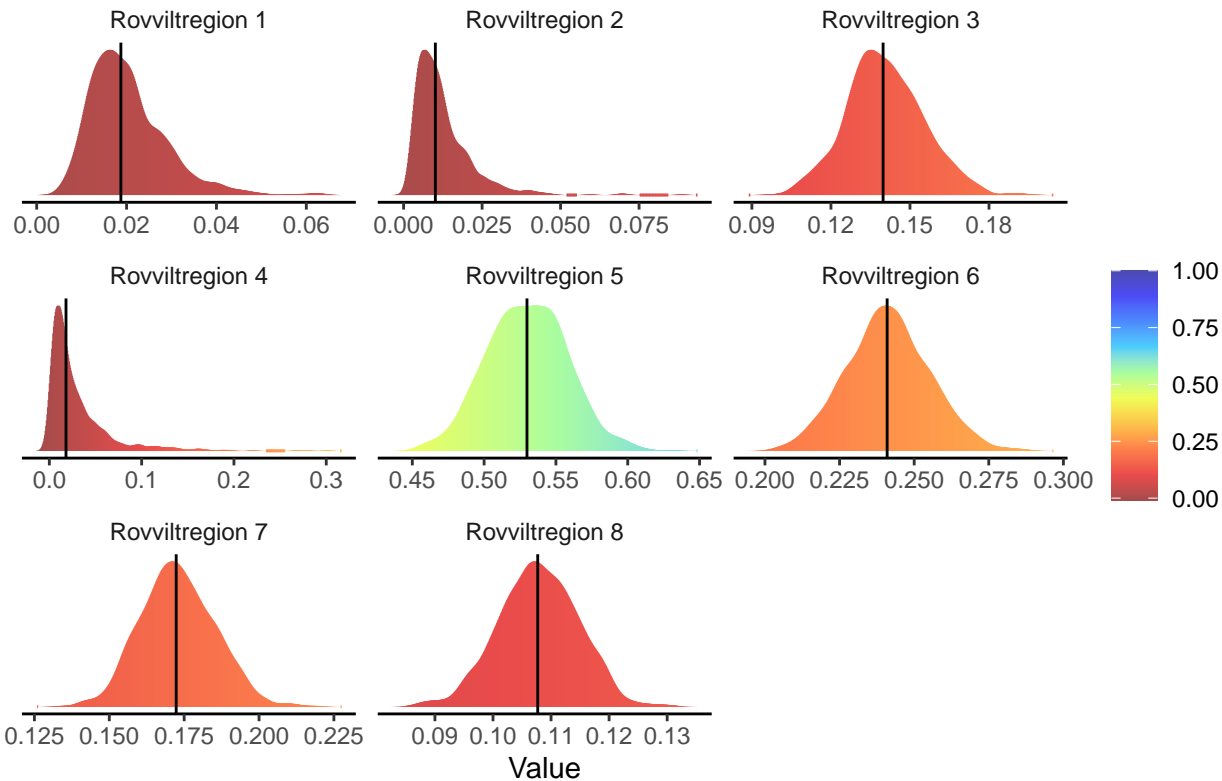 Rovviltregion 1 Rovviltregion 2 Rovviltregion 3
0.00 0.02 0.04 0.06 0.000 0.025 0.050 0.075 0.09 0.12 0.15 0.18
Rovviltregion 4 Rovviltregion 5 Rovviltregion 6
1.00
0.75
0.50
0.25
0.00
0.0 0.1 0.2 0.3 0.45 0.50 0.55 0.60 0.65 0.200 0.225 0.250 0.275 0.300
Rovviltregion 7 Rovviltregion 8
0.125 0.150 0.175 0.200 0.225 0.09 0.10 0.11 0.12 0.13
Value